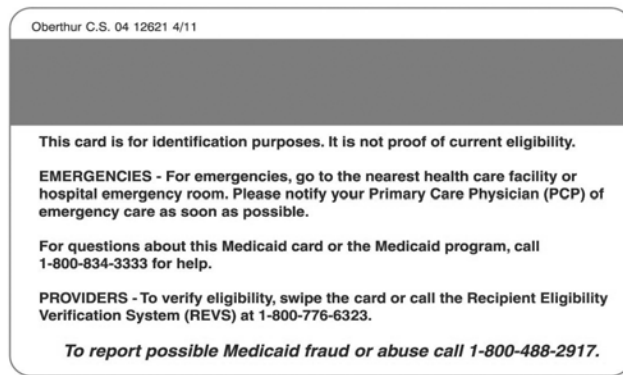 Oberthur C.S. 04 12621 4/11
This card is for identification purposes. It is not proof of current eligibility.
EMERGENCIES - For emergencies, go to the nearest health care facility or
hospital emergency room. Please notify your Primary Care Physician (PCP) of
emergency care as soon as possible.
For questions about this Medicaid card or the Medicaid program, call
1-800-834-3333 for help.
PROVIDERS - To verify eligibility, swipe the card or call the Recipient Eligibility
Verification System (REVS) at 1-800-776-6323.
To report possible Medicaid fraud or abuse call 1-800-488-2917.